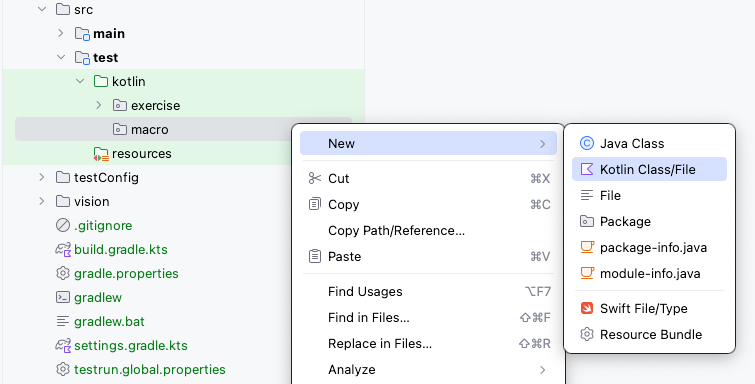 src
main
test
kotlin
exercise
macro
resources
testConfig
vision
.gitignore
build.gradle.kts
gradle.properties
gradlew
gradlew.bat
settings.gradle.kts
testrun.global.properties
New
Cut ⌘X
Copy ⌘C
Copy Path/Reference...
Paste ⌘V
Find Usages ⌥F7
Find in Files... ⇧⌘F
Replace in Files... ⇧⌘R
Analyze
Java Class
Kotlin Class/File
File
Package
package-info.java
module-info.java
Swift File/Type
Resource Bundle